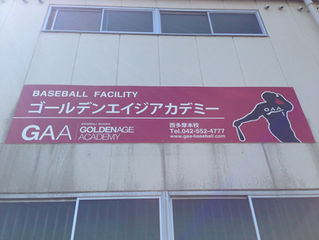 BASEBALL FACILITY
ゴールデンエイジアカデミー
GAA
BASEBALL SCHOOL
GOLDENAGE
ACADEMY
西多摩本校
Tel.042-552-4777
www.gaa-baseball.com
GAA